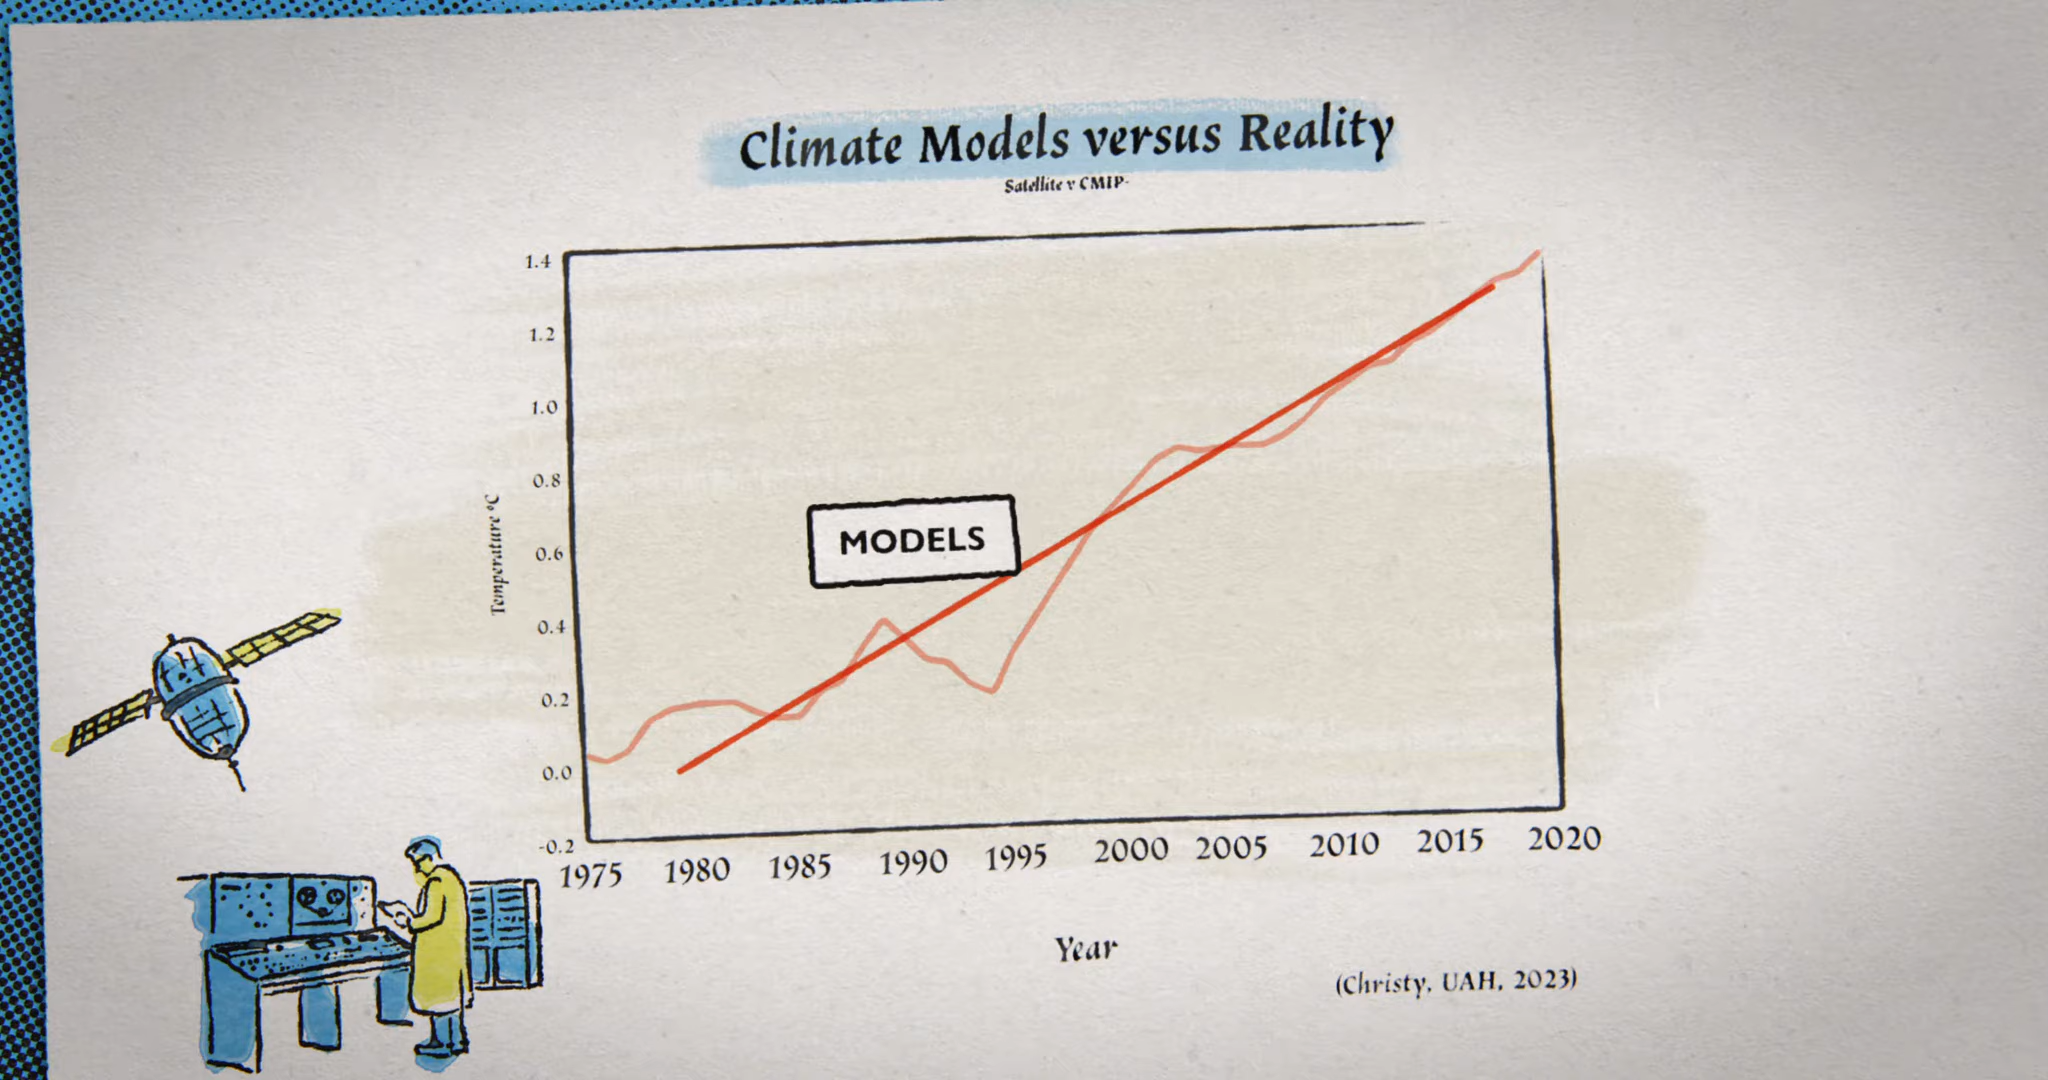 Climate Models versus Reality
Satellite v CMIP-
1.4
1.2
1.0
0.8
0.6
0.4
0.2
0.0
-0.2
Temperature °C
MODELS
1975 1980 1985 1990 1995 2000 2005 2010 2015 2020
Year
(Christy, UAH, 2023)